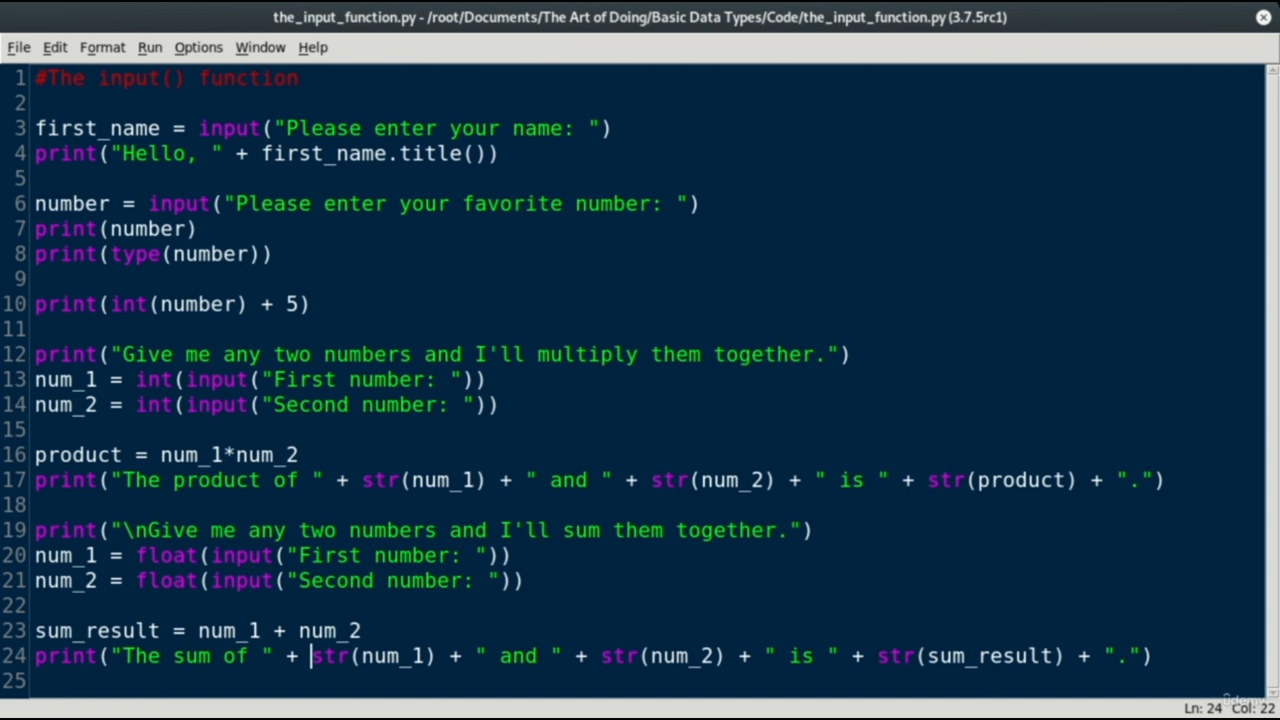 the_input_function.py - /root/Documents/The Art of Doing/Basic Data Types/Code/the_input_function.py (3.7.5rc1)
File Edit Format Run Options Window Help
1 #The input() function
2
3 first_name = input("Please enter your name: ")
4 print("Hello, " + first_name.title())
5
6 number = input("Please enter your favorite number: ")
7 print(number)
8 print(type(number))
9
10 print(int(number) + 5)
11
12 print("Give me any two numbers and I'll multiply them together.")
13 num_1 = int(input("First number: "))
14 num_2 = int(input("Second number: "))
15
16 product = num_1*num_2
17 print("The product of " + str(num_1) + " and " + str(num_2) + " is " + str(product) + ".")
18
19 print("\nGive me any two numbers and I'll sum them together.")
20 num_1 = float(input("First number: "))
21 num_2 = float(input("Second number: "))
22
23 sum_result = num_1 + num_2
24 print("The sum of " + str(num_1) + " and " + str(num_2) + " is " + str(sum_result) + ".")
25
ûdemy
Ln: 24 Col: 22